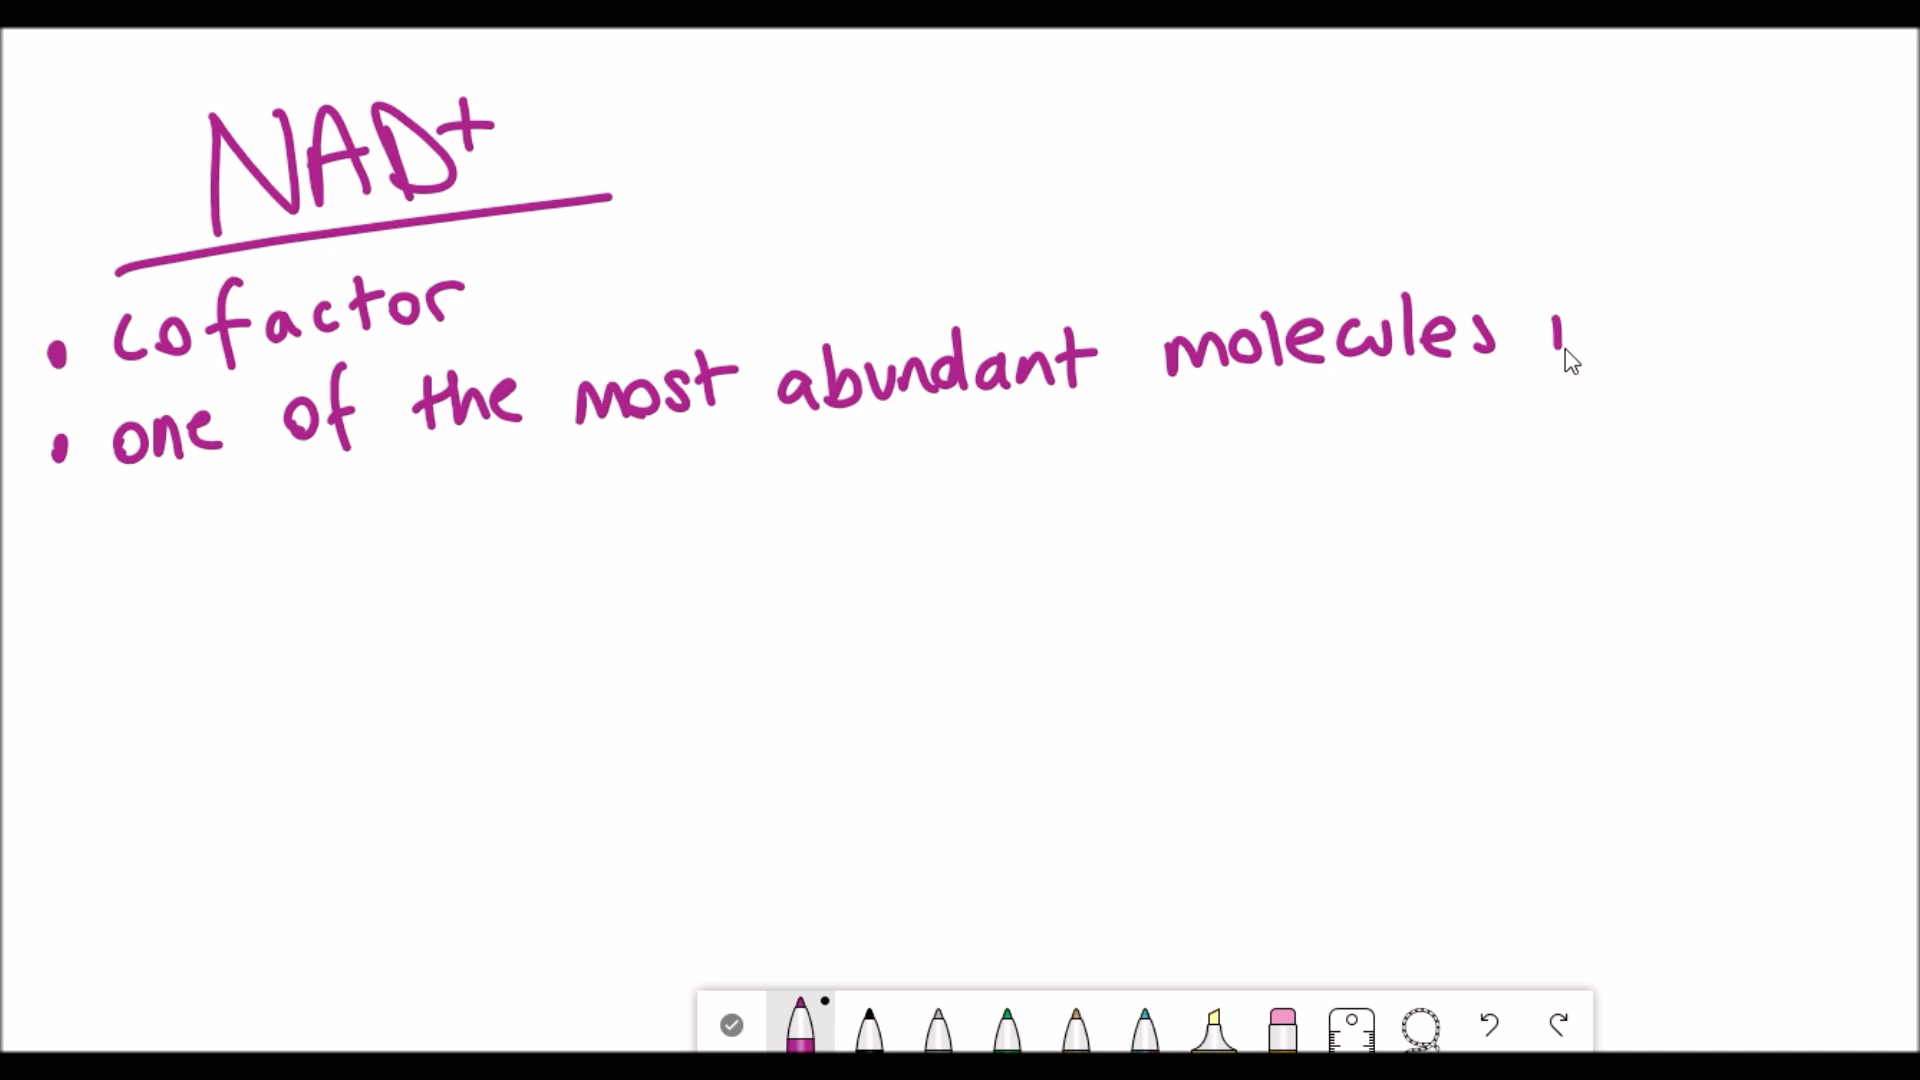 NAD+
• cofactor
• one of the most abundant molecules